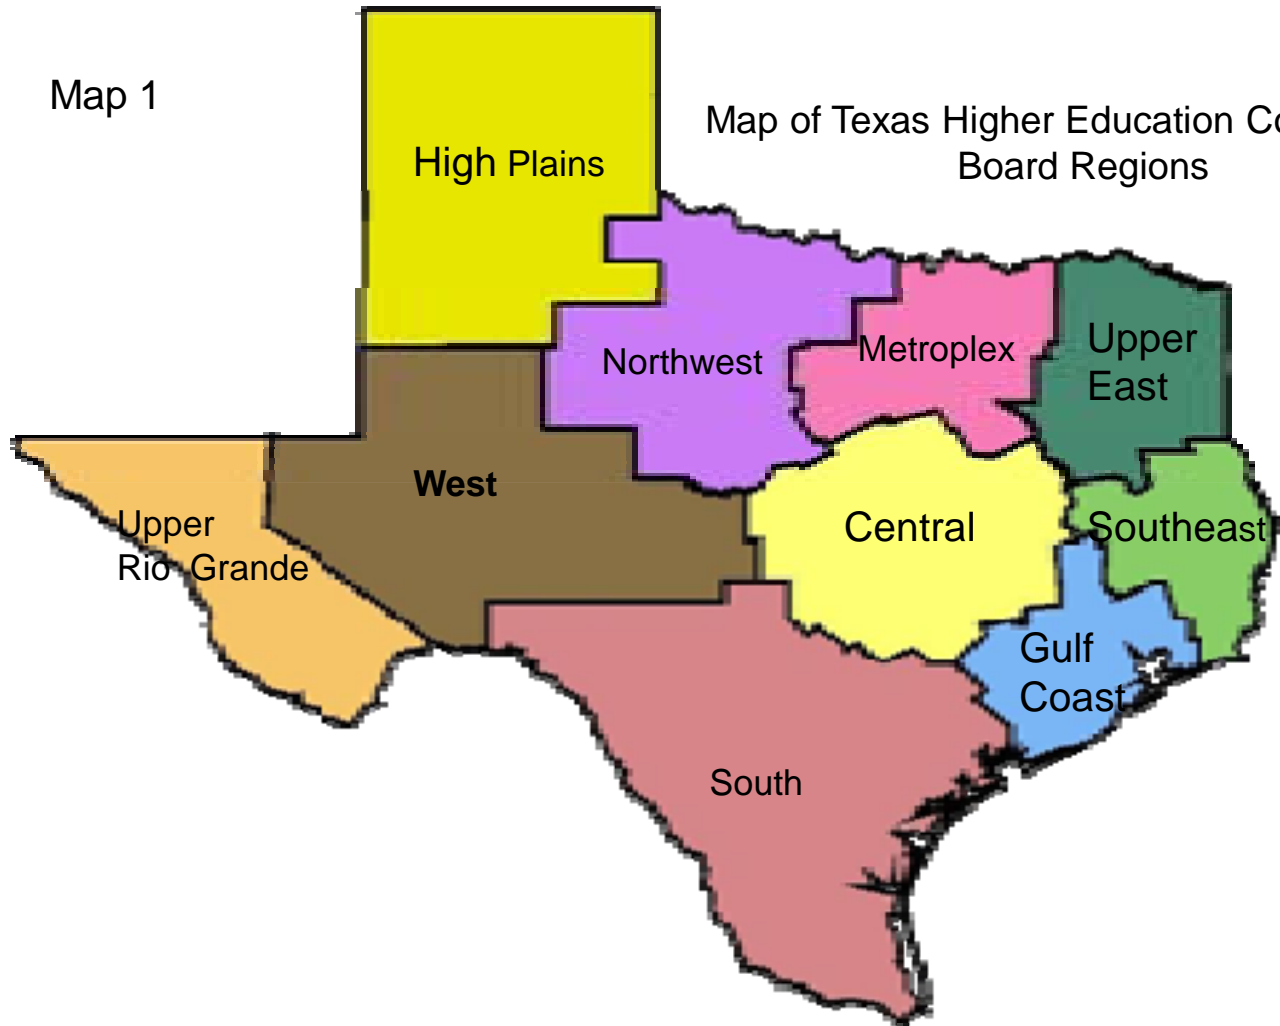 Map 1
Map of Texas Higher Education Co
Board Regions
High Plains
Northwest
Metroplex
Upper
East
West
Upper
Rio Grande
Central
Southeast
Gulf
Coast
South